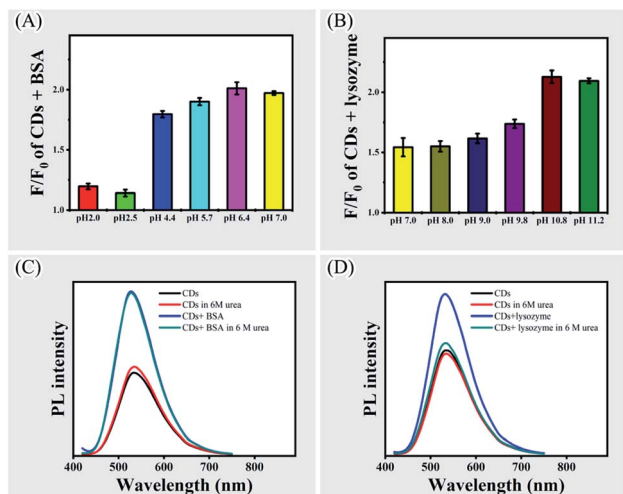 (A)
F/F0 of CDs + BSA
2.0
1.5
1.0
pH2.0 pH2.5 pH 4.4 pH 5.7 pH 6.4 pH 7.0
(B)
F/F0 of CDs + lysozyme
2.0
1.5
1.0
pH 7.0 pH 8.0 pH 9.0 pH 9.8 pH 10.8 pH 11.2
(C)
PL intensity
CDs
CDs in 6M urea
CDs+ BSA
CDs+ BSA in 6 M urea
400 500 600 700 800
Wavelength (nm)
(D)
PL intensity
CDs
CDs in 6M urea
CDs+lysozyme
CDs+ lysozyme in 6 M urea
400 500 600 700 800
Wavelength (nm)